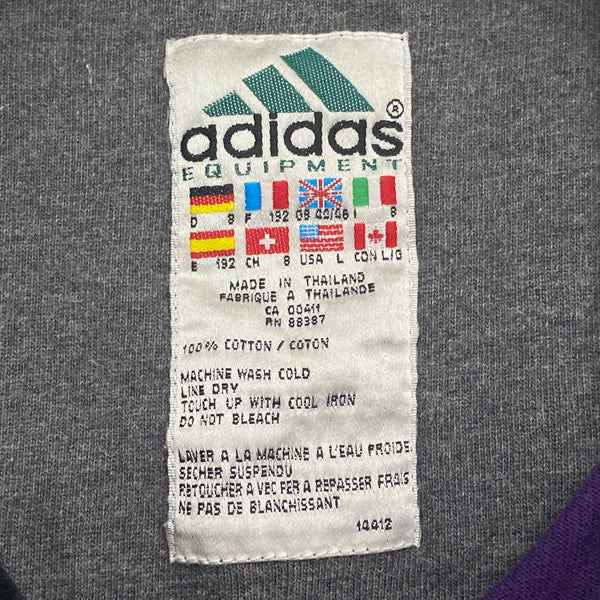 adidas®
EQUIPMENT
D 8 F 192 GB 44/46 I 8
E 192 CH 8 USA L CDN L/G
MADE IN THAILAND
FABRIQUE A THAILANDE
CA 00411
RN 88387
100% COTTON / COTON
MACHINE WASH COLD
LINE DRY
TOUCH UP WITH COOL IRON
DO NOT BLEACH
LAVER A LA MACHINE A L'EAU FROIDE
SECHER SUSPENDU
RETOUCHER AVEC FER A REPASSER FRAIS
NE PAS DE BLANCHISSANT
14412